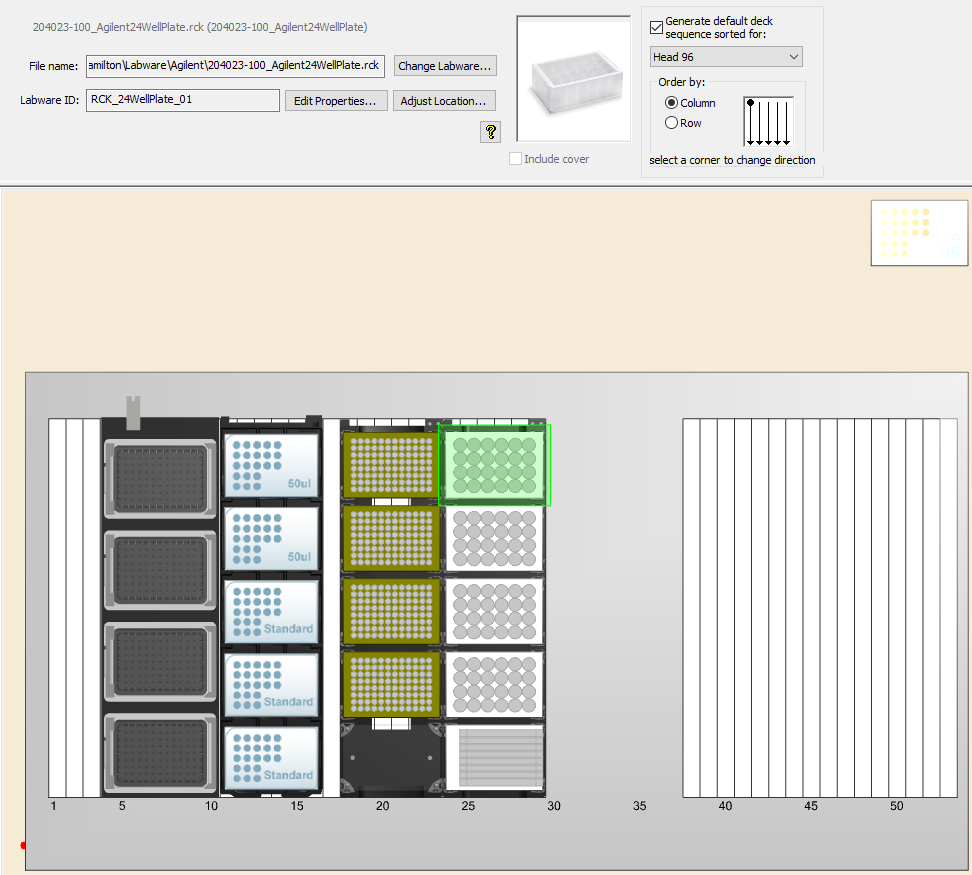 204023-100_Agilent24WellPlate.rck (204023-100_Agilent24WellPlate)
File name: amilton\Labware\Agilent\204023-100_Agilent24WellPlate.rck Change Labware...
Labware ID: RCK_24WellPlate_01 Edit Properties... Adjust Location...
?
Include cover
Generate default deck
sequence sorted for:
Head 96
Order by:
Column
Row
select a corner to change direction
50ul
50ul
Standard
Standard
Standard
1 5 10 15 20 25 30 35 40 45 50